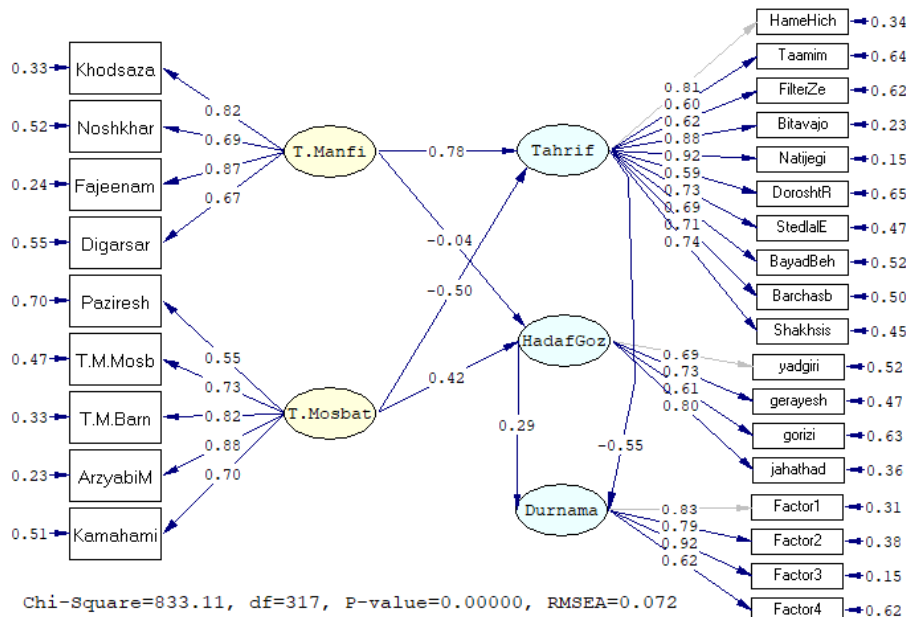 0.33 Khodsaza
0.52 Noshkhar
0.24 Fajeenam
0.55 Digarsar
0.70 Paziresh
0.47 T.M.Mosb
0.33 T.M.Barn
0.23 ArzyabiM
0.51 Kamahami
0.82
0.69
0.87
0.67
0.55
0.73
0.82
0.88
0.70
T.Manfi
T.Mosbat
0.78
-0.04
-0.50
0.42
Tahrif
HadafGoz
0.29
-0.55
Durnama
0.81
0.60
0.62
0.88
0.92
0.59
0.73
0.69
0.71
0.74
0.69
0.73
0.61
0.80
0.83
0.79
0.92
0.62
HameHich 0.34
Taamim 0.64
FilterZe 0.62
Bitavajo 0.23
Natijegi 0.15
DoroshtR 0.65
StedlalE 0.47
BayadBeh 0.52
Barchasb 0.50
Shakhsis 0.45
yadgiri 0.52
gerayesh 0.47
gorizi 0.63
jahathad 0.36
Factor1 0.31
Factor2 0.38
Factor3 0.15
Factor4 0.62
Chi-Square=833.11, df=317, P-value=0.00000, RMSEA=0.072